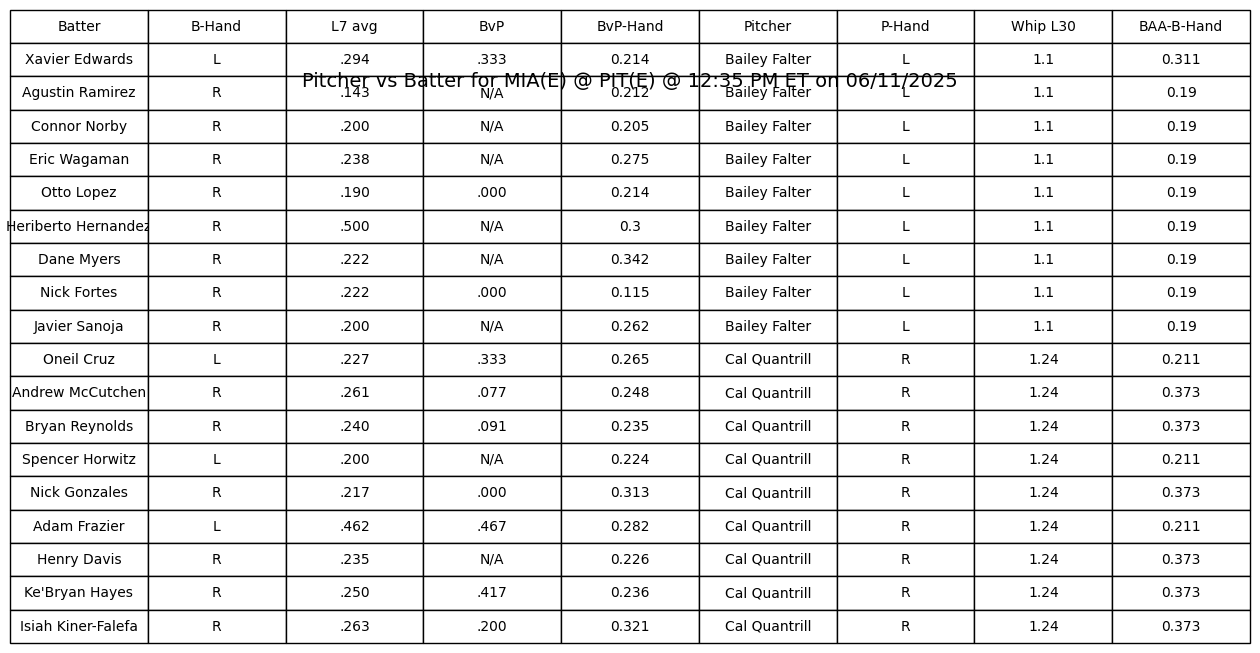 Batter B-Hand L7 avg BvP BvP-Hand Pitcher P-Hand Whip L30 BAA-B-Hand
Xavier Edwards L .294 .333 0.214 Bailey Falter L 1.1 0.311
Pitcher vs Batter for MIA(E) @ PIT(E) @ 12:35 PM ET on 06/11/2025
Agustin Ramirez R .143 N/A 0.212 Bailey Falter L 1.1 0.19
Connor Norby R .200 N/A 0.205 Bailey Falter L 1.1 0.19
Eric Wagaman R .238 N/A 0.275 Bailey Falter L 1.1 0.19
Otto Lopez R .190 .000 0.214 Bailey Falter L 1.1 0.19
Heriberto Hernandez R .500 N/A 0.3 Bailey Falter L 1.1 0.19
Dane Myers R .222 N/A 0.342 Bailey Falter L 1.1 0.19
Nick Fortes R .222 .000 0.115 Bailey Falter L 1.1 0.19
Javier Sanoja R .200 N/A 0.262 Bailey Falter L 1.1 0.19
Oneil Cruz L .227 .333 0.265 Cal Quantrill R 1.24 0.211
Andrew McCutchen R .261 .077 0.248 Cal Quantrill R 1.24 0.373
Bryan Reynolds R .240 .091 0.235 Cal Quantrill R 1.24 0.373
Spencer Horwitz L .200 N/A 0.224 Cal Quantrill R 1.24 0.211
Nick Gonzales R .217 .000 0.313 Cal Quantrill R 1.24 0.373
Adam Frazier L .462 .467 0.282 Cal Quantrill R 1.24 0.211
Henry Davis R .235 N/A 0.226 Cal Quantrill R 1.24 0.373
Ke'Bryan Hayes R .250 .417 0.236 Cal Quantrill R 1.24 0.373
Isiah Kiner-Falefa R .263 .200 0.321 Cal Quantrill R 1.24 0.373